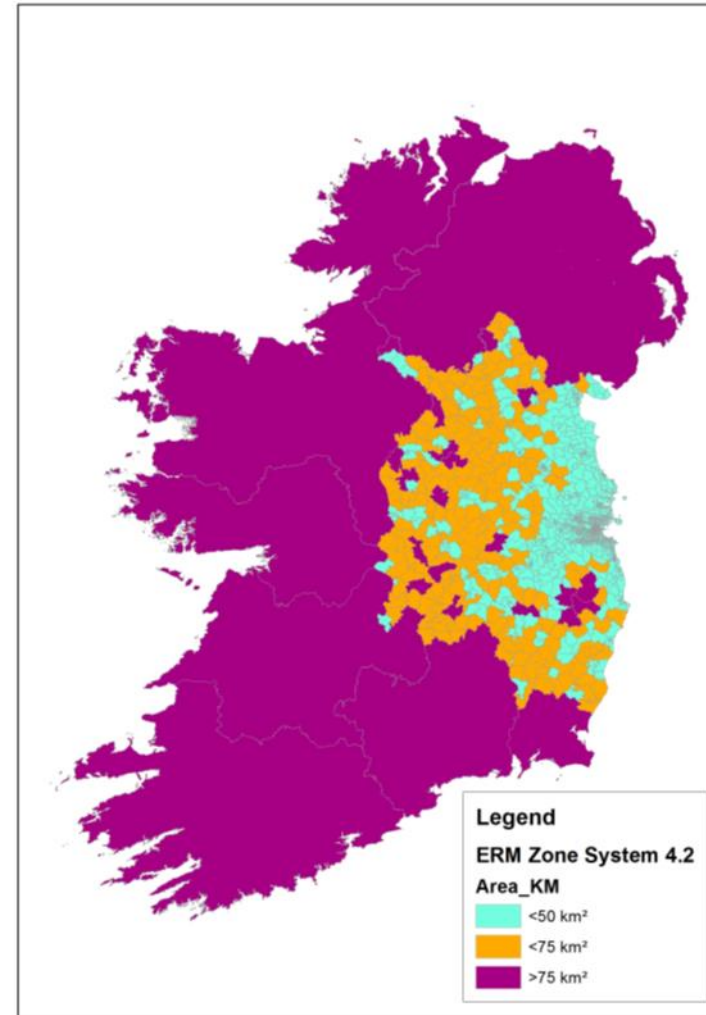 Legend
ERM Zone System 4.2
Area_KM
<50 km²
<75 km²
>75 km²